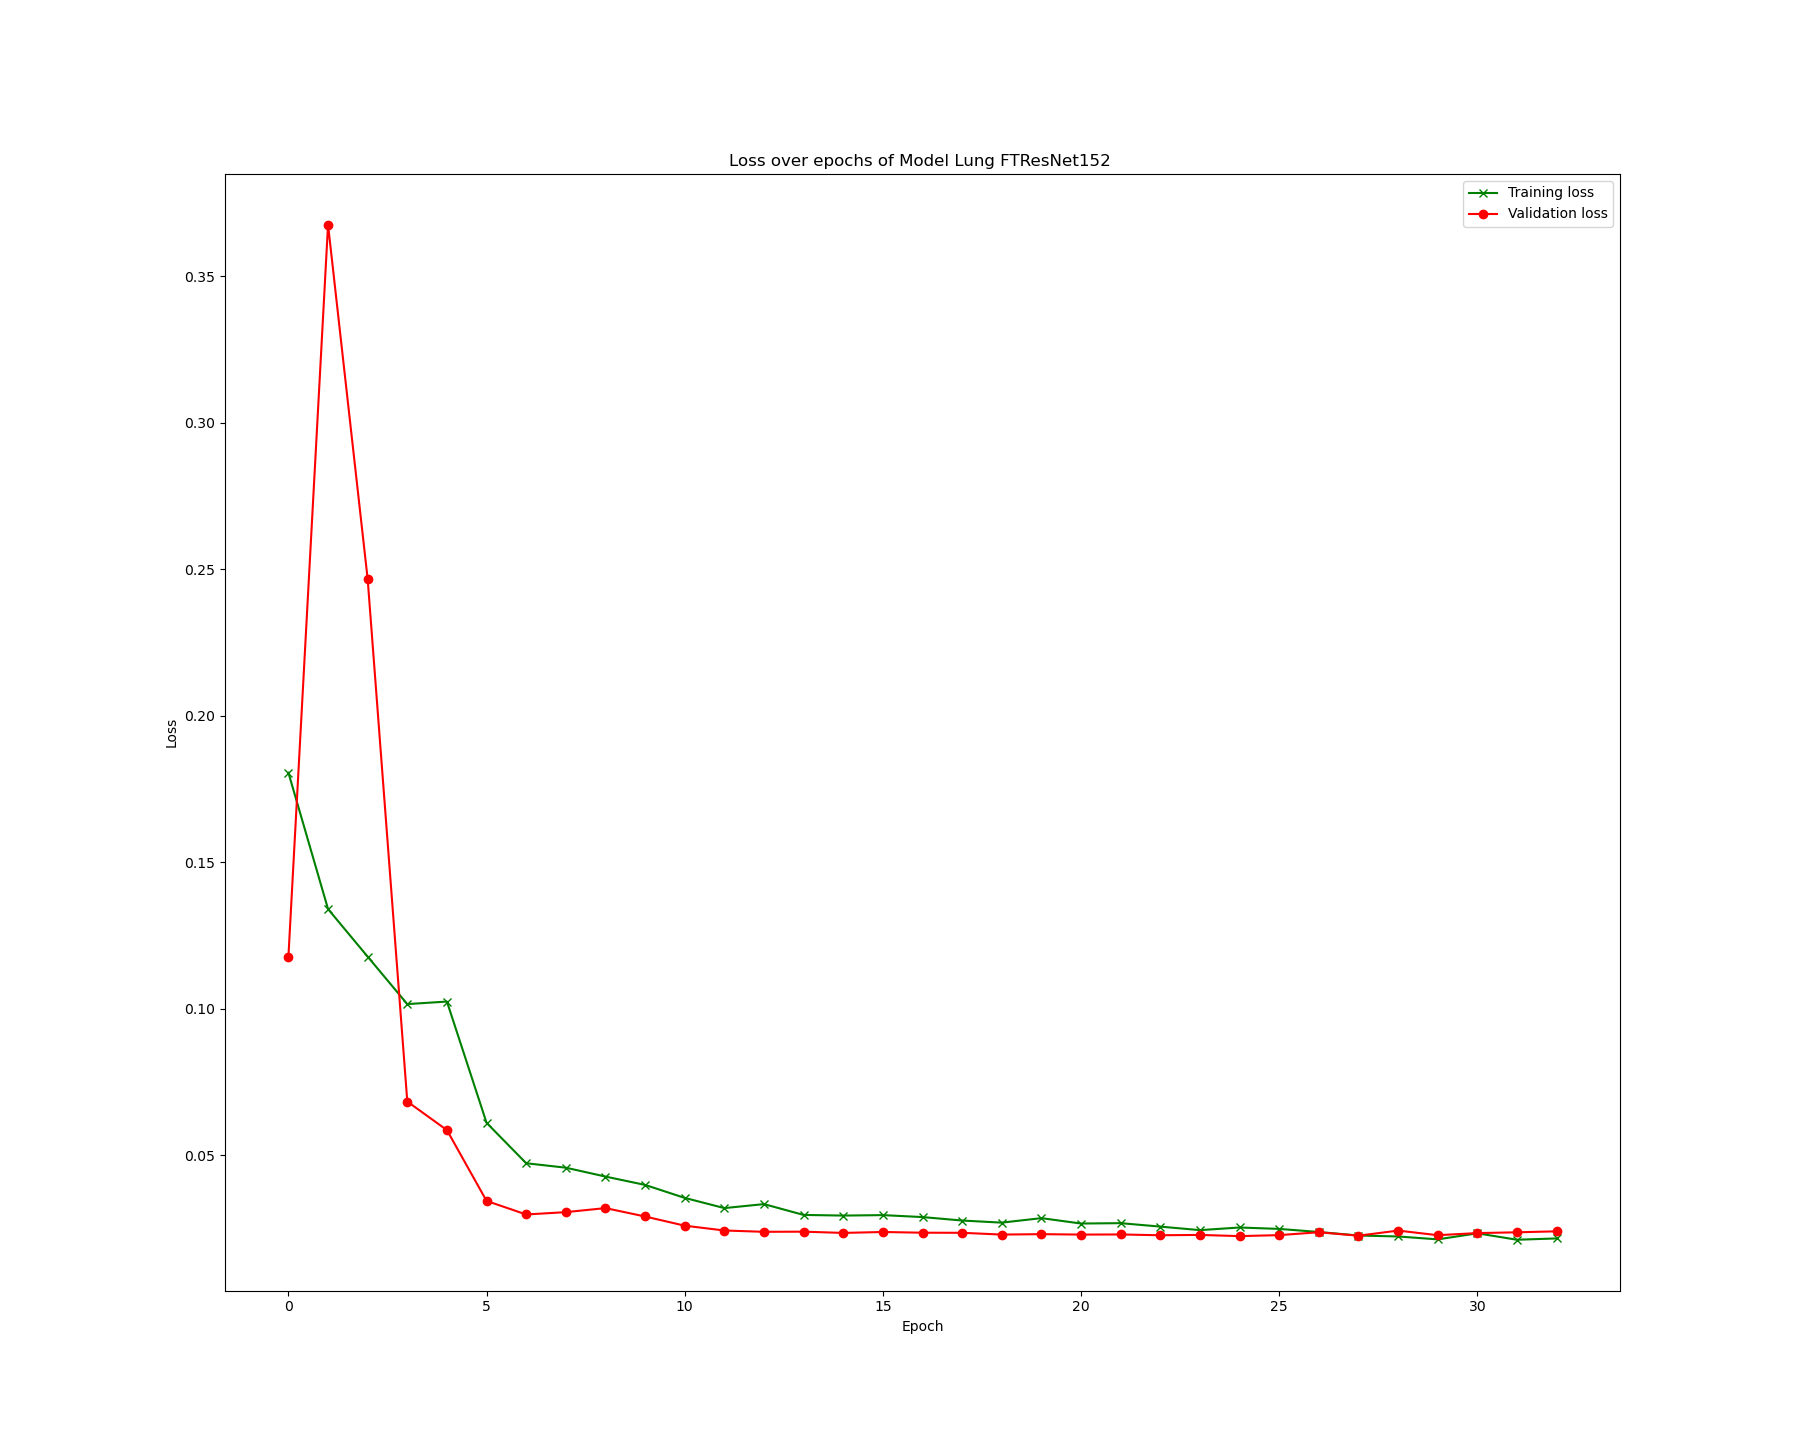 Loss over epochs of Model Lung FTResNet152
Training loss
Validation loss
0.35
0.30
0.25
0.20
0.15
0.10
0.05
Loss
0 5 10 15 20 25 30
Epoch